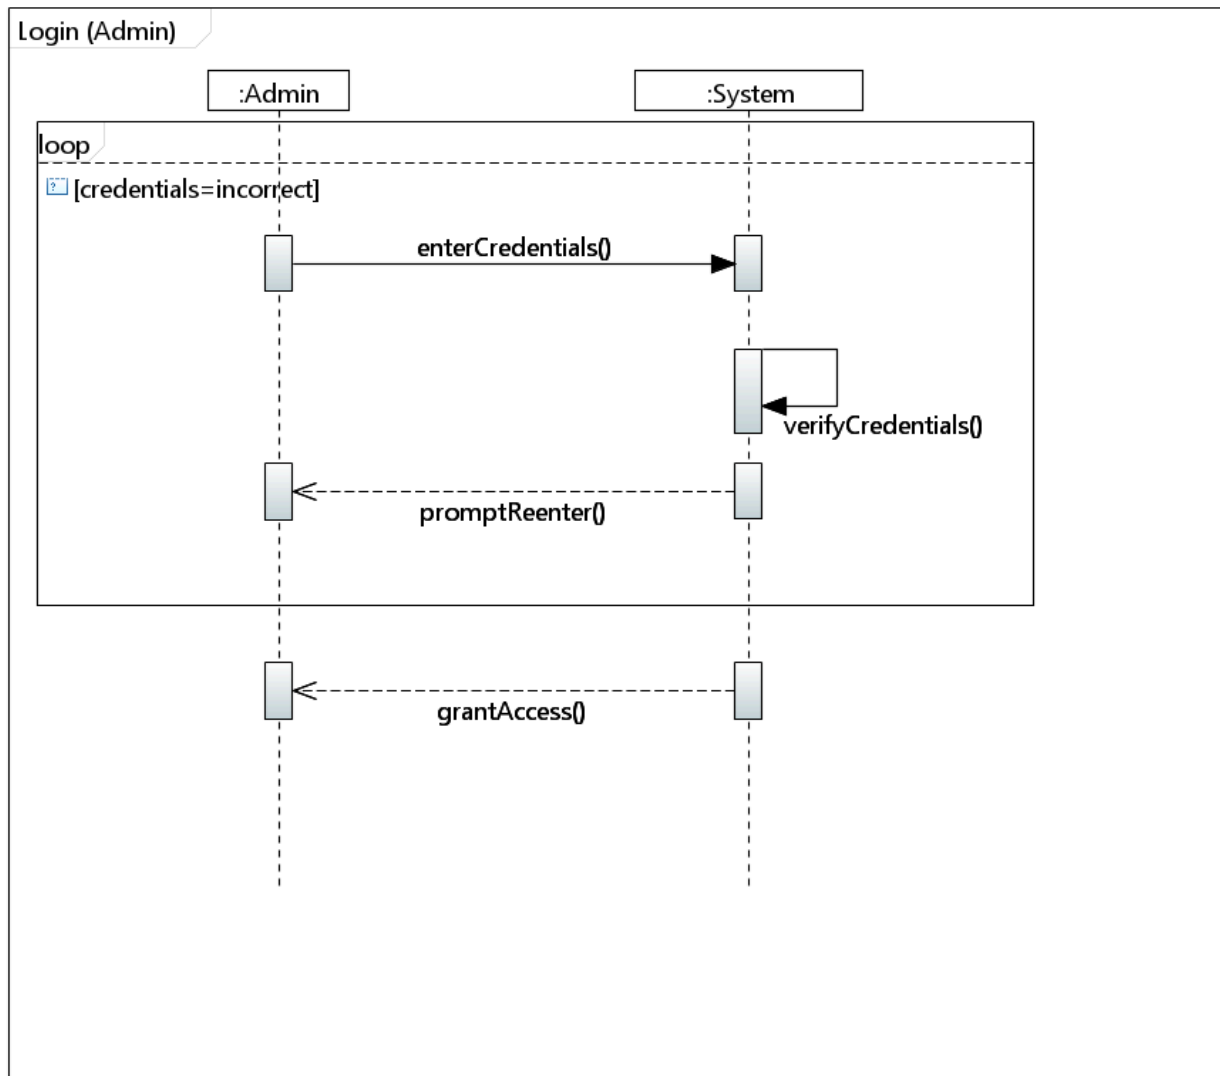 Login (Admin)
:Admin
:System
loop
[credentials=incorrect]
enterCredentials()
verifyCredentials()
promptReenter()
grantAccess()